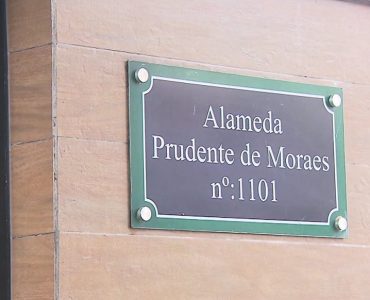 Alameda
Prudente de Moraes
nº:1101